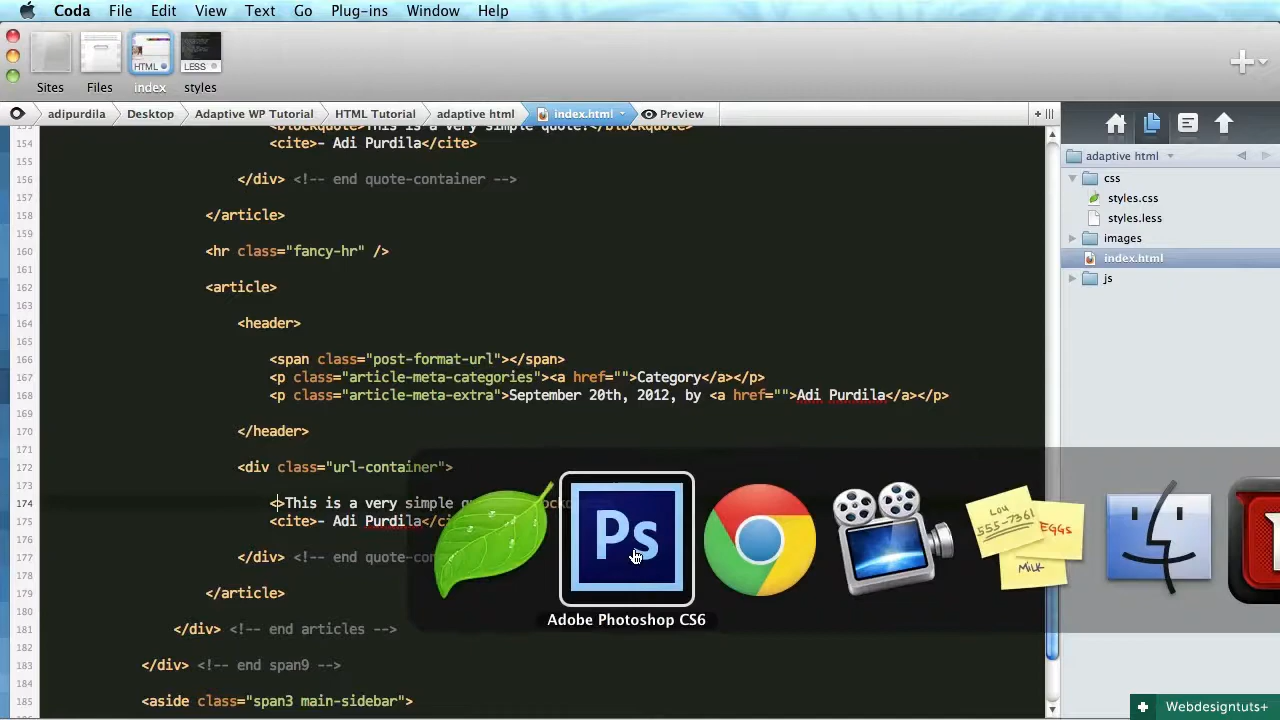 Coda File Edit View Text Go Plug-ins Window Help
HTML
LESS
Sites Files index styles
adipurdila Desktop Adaptive WP Tutorial HTML Tutorial adaptive html index.html Preview
adaptive html
css
styles.css
styles.less
images
index.html
js
<blockquote>This is a very simple quote!</blockquote>
154 <cite>- Adi Purdila</cite>
155
156 </div> <!-- end quote-container -->
157
158 </article>
159
160 <hr class="fancy-hr" />
161
162 <article>
163
164 <header>
165
166 <span class="post-format-url"></span>
167 <p class="article-meta-categories"><a href="">Category</a></p>
168 <p class="article-meta-extra">September 20th, 2012, by <a href="">Adi Purdila</a></p>
169
170 </header>
171
172 <div class="url-container">
173
174 <>This is a very simple
175 <cite>- Adi Purdila</
176
177 </div> <!-- end quote-
178
179 </article>
180
181 </div> <!-- end articles -->
182
183 </div> <!-- end span9 -->
184
185 <aside class="span3 main-sidebar">
Ps
Lou
555-7361
EGGS
MILK
Adobe Photoshop CS6
Webdesigntuts+